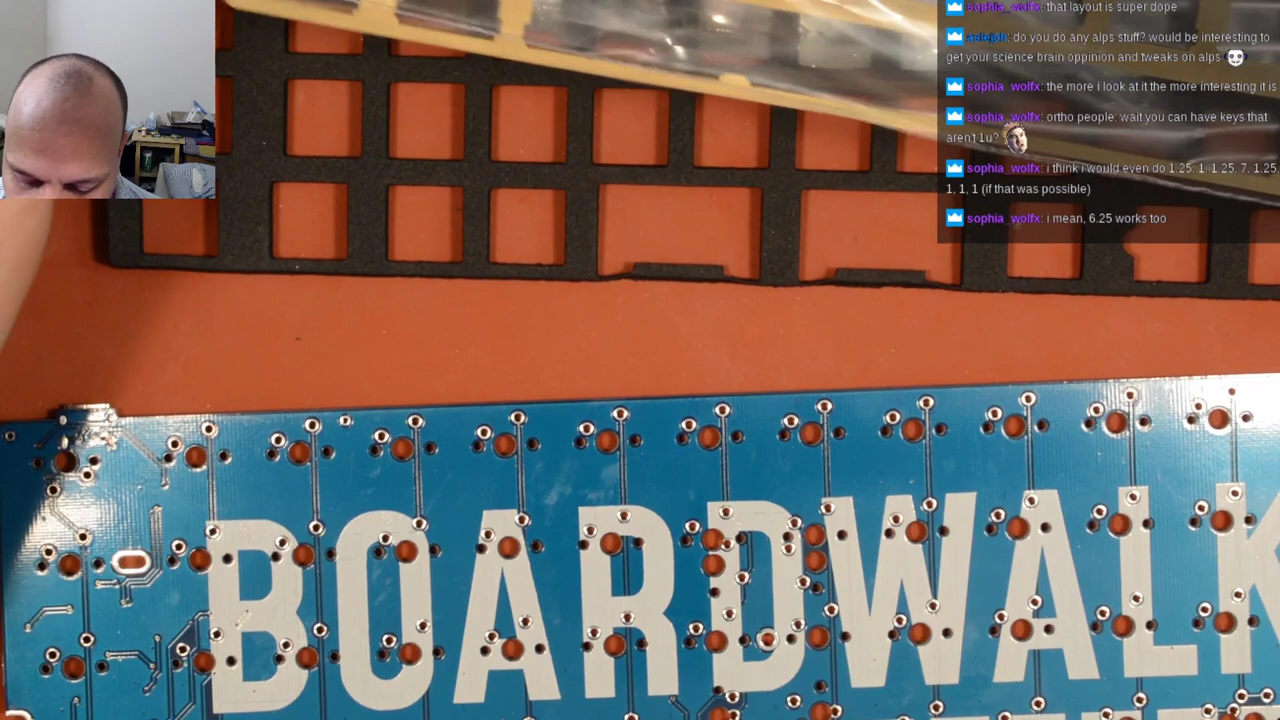 sophia_wolfx: that layout is super dope
do you do any alps stuff? would be interesting to
get your science brain oppinion and tweaks on alps
sophia_wolfx: the more i look at it the more interesting it is
sophia_wolfx: ortho people: wait you can have keys that
aren't 1u?
sophia_wolfx: i think i would even do 1.25, 1, 1.25, 7, 1.25,
1, 1, 1 (if that was possible)
sophia_wolfx: i mean, 6.25 works too
BOARDWALK